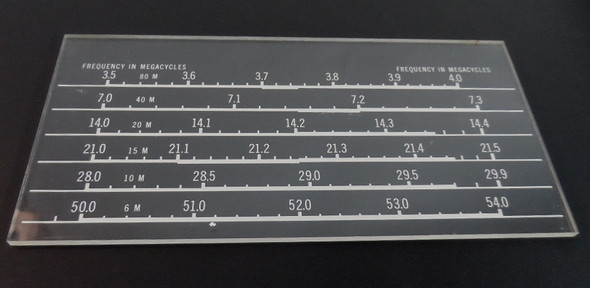 FREQUENCY IN MEGACYCLES FREQUENCY IN MEGACYCLES
3.5 80 M 3.6 3.7 3.8 3.9 4.0
7.0 40 M 7.1 7.2 7.3
14.0 20 M 14.1 14.2 14.3 14.4
21.0 15 M 21.1 21.2 21.3 21.4 21.5
28.0 10 M 28.5 29.0 29.5 29.9
50.0 6 M 51.0 52.0 53.0 54.0